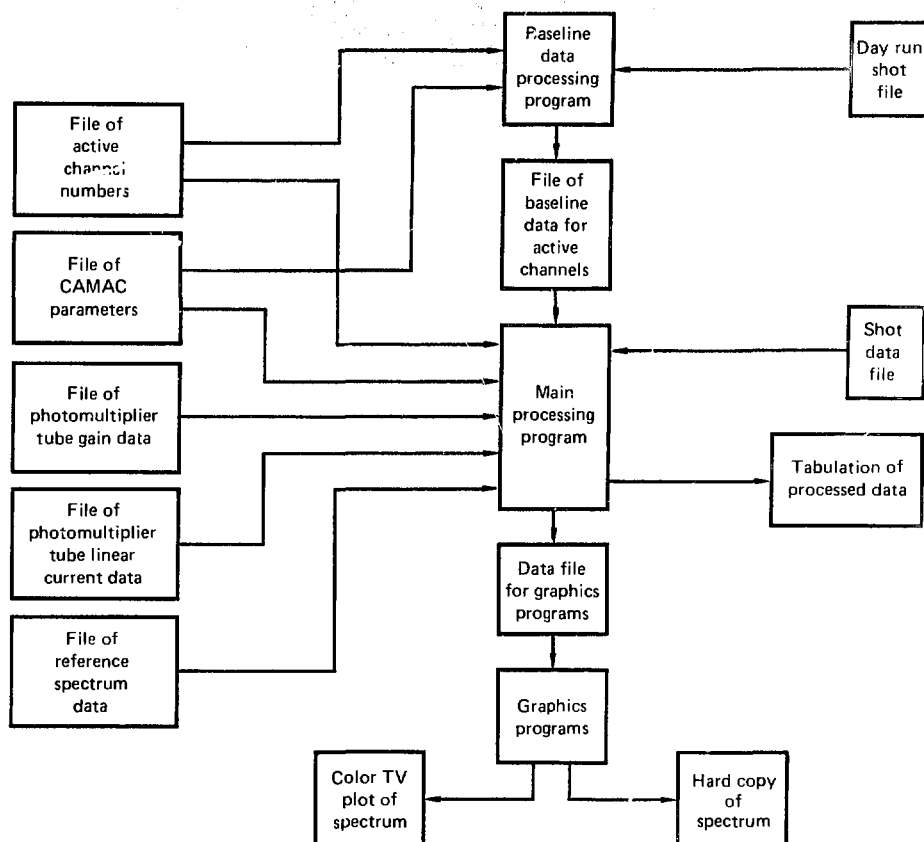 Baseline
data
processing
program
Day run
shot
file
File of
active
channel
numbers
File of
baseline
data for
active
channels
File of
CAMAC
parameters
Shot
data
file
Main
processing
program
File of
photomultiplier
tube gain data
Tabulation of
processed data
File of
photomultiplier
tube linear
current data
Data file
for graphics
programs
File of
reference
spectrum
data
Graphics
programs
Color TV
plot of
spectrum
Hard copy
of
spectrum